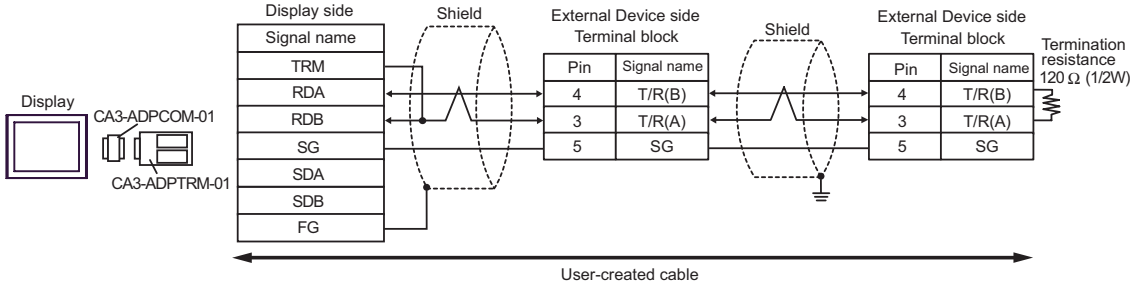 Display
CA3-ADPCOM-01
CA3-ADPTRM-01
Display side
Signal name
TRM
RDA
RDB
SG
SDA
SDB
FG
Shield
External Device side
Terminal block
Pin Signal name
4 T/R(B)
3 T/R(A)
5 SG
Shield
External Device side
Terminal block
Pin Signal name
4 T/R(B)
3 T/R(A)
5 SG
Termination
resistance
120 Ω (1/2W)
User-created cable